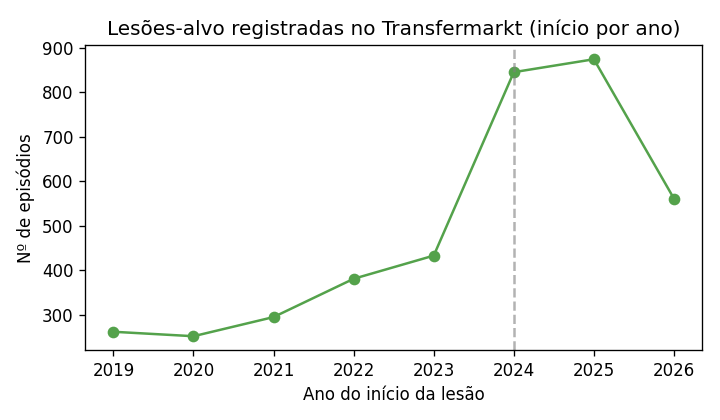 Lesões-alvo registradas no Transfermarkt (início por ano)
900
800
700
600
500
400
300
Nº de episódios
2019 2020 2021 2022 2023 2024 2025 2026
Ano do início da lesão